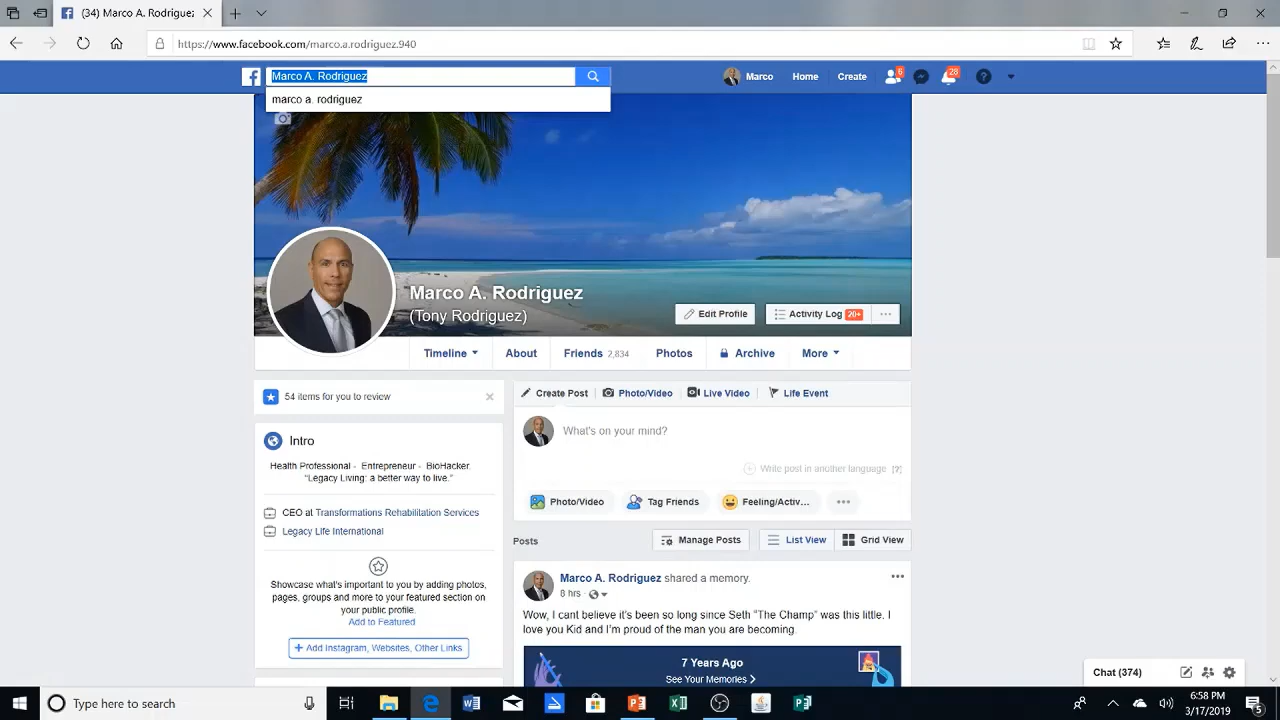 (3) Marco A. Rodriguez
https://www.facebook.com/marco.a.rodriguez.940
Marco A. Rodriguez
Marco
Home
Create
6
28
marco a. rodriguez
Marco A. Rodriguez
(Tony Rodriguez)
Edit Profile
Activity Log 20+
Timeline
About
Friends 2,834
Photos
Archive
More
54 items for you to review
Create Post
Photo/Video
Live Video
Life Event
What's on your mind?
Write post in another language [?]
Photo/Video
Tag Friends
Feeling/Activ...
Intro
Health Professional - Entrepreneur - BioHacker.
"Legacy Living: a better way to live."
CEO at Transformations Rehabilitation Services
Legacy Life International
Showcase what's important to you by adding photos,
pages, groups and more to your featured section on
your public profile.
Add to Featured
+ Add Instagram, Websites, Other Links
Posts
Manage Posts
List View
Grid View
Marco A. Rodriguez shared a memory.
8 hrs ·
Wow, I cant believe it's been so long since Seth "The Champ" was this little. I
love you Kid and I'm proud of the man you are becoming.
7 Years Ago
See Your Memories
Chat (374)
Type here to search
6:58 PM
3/17/2019
5